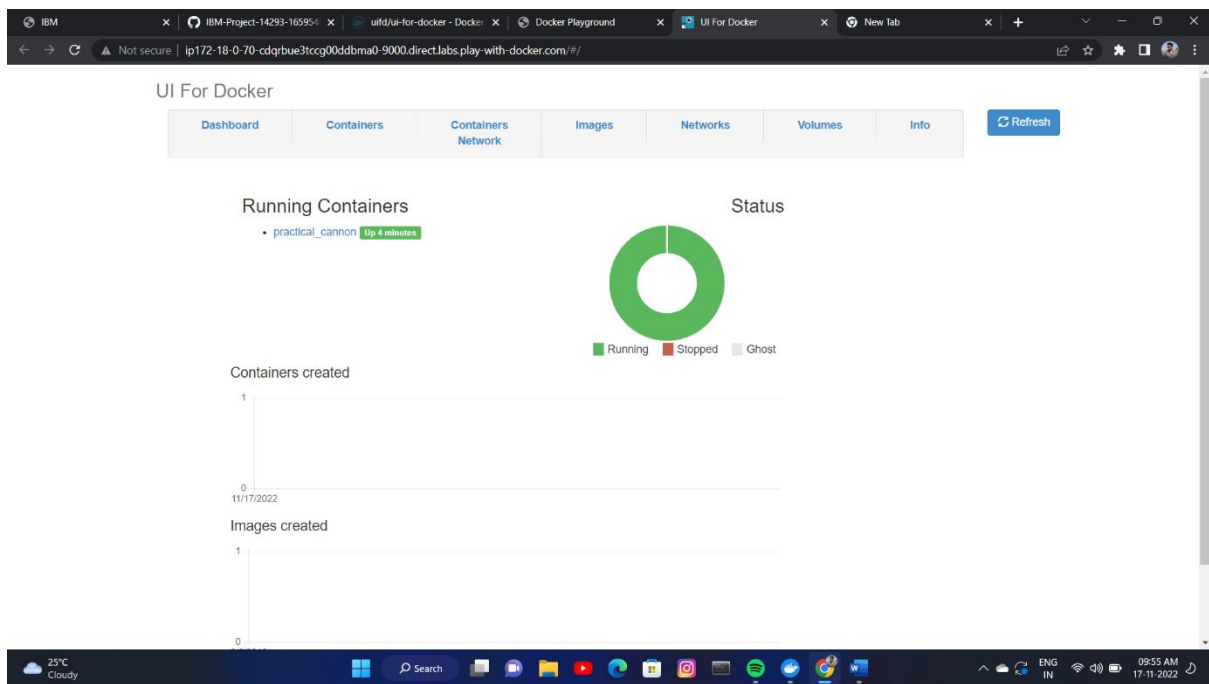 IBM
IBM-Project-14293-165954
uifd/ui-for-docker - Docker
Docker Playground
UI For Docker
New Tab
Not secure
ip172-18-0-70-cdqrbue3tccg00ddbma0-9000.direct.labs.play-with-docker.com/#/
UI For Docker
Dashboard
Containers
Containers
Network
Images
Networks
Volumes
Info
Refresh
Running Containers
practical_cannon Up 4 minutes
Status
Running
Stopped
Ghost
Containers created
1
0
11/17/2022
Images created
1
0
25°C
Cloudy
Search
ENG
IN
09:55 AM
17-11-2022